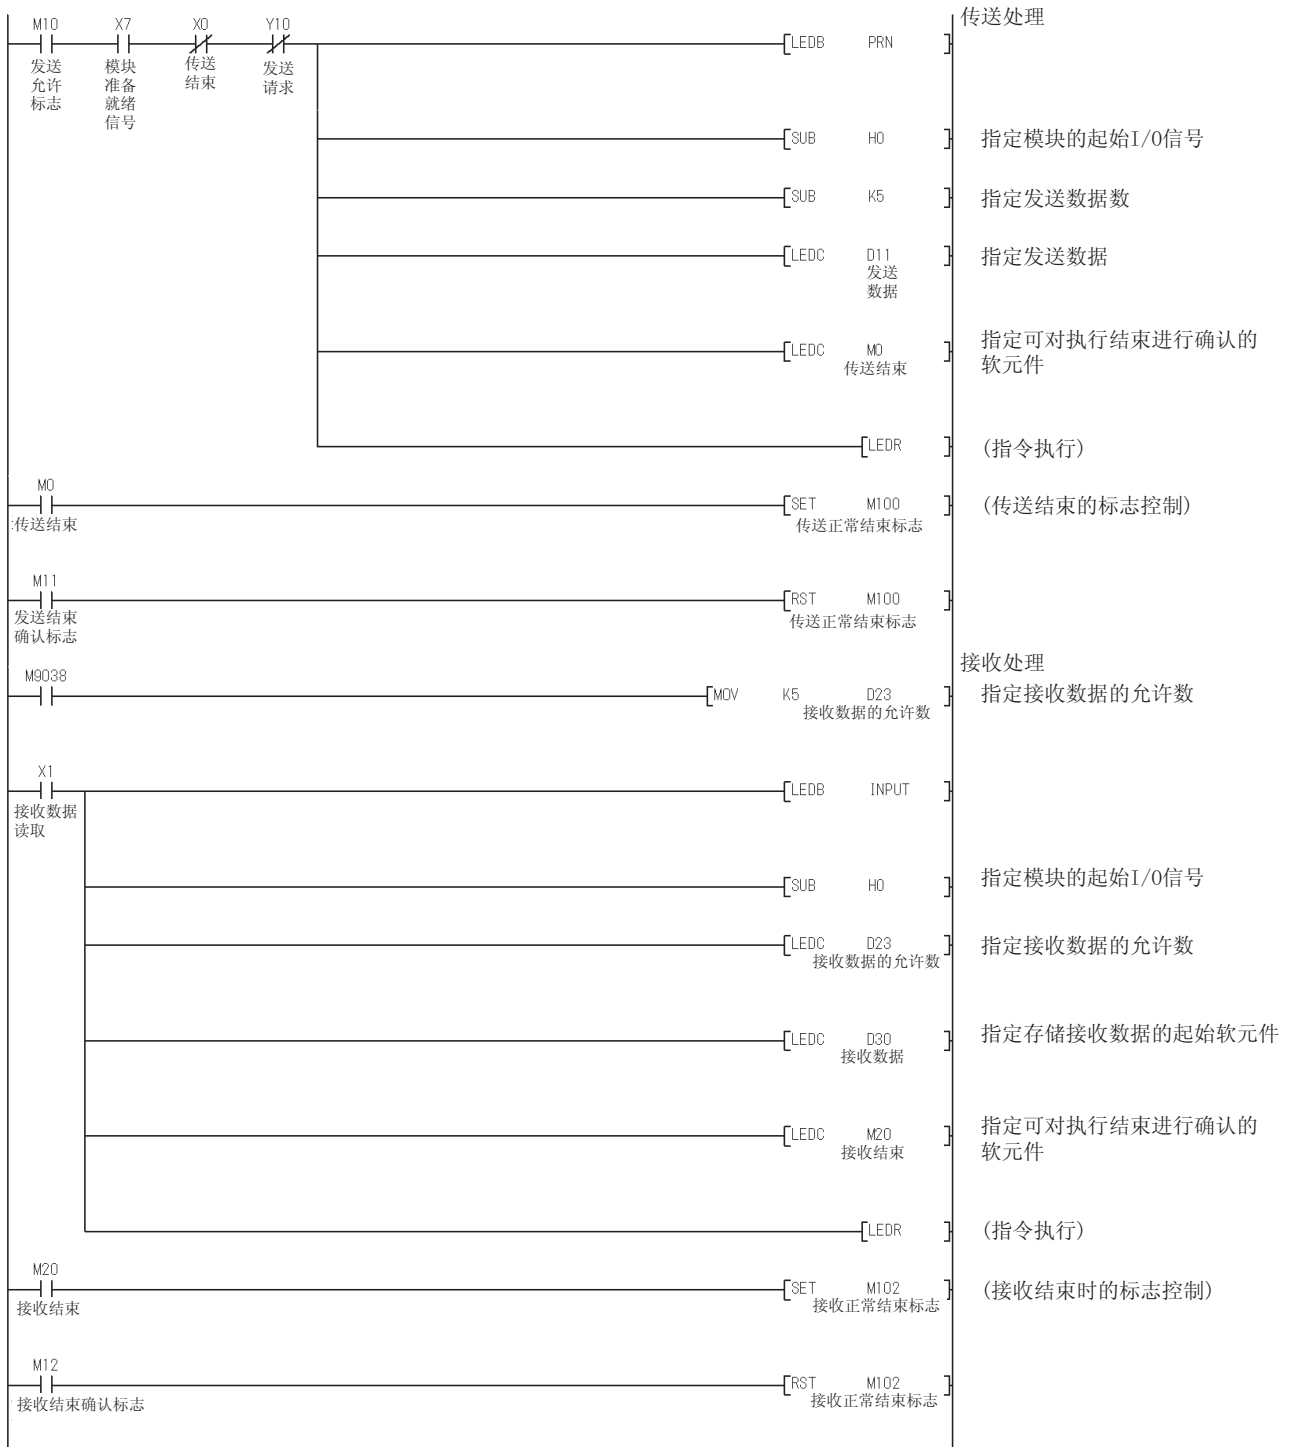 传送处理
M10 X7 X0 Y10
LEDB PRN
发送
允许
标志
模块
准备
就绪
信号
传送
结束
发送
请求
SUB H0 指定模块的起始I/O信号
SUB K5 指定发送数据数
LEDC D11 指定发送数据
发送
数据
指定可对执行结束进行确认的
LEDC M0
软元件
传送结束
LEDR (指令执行)
M0
SET M100 (传送结束的标志控制)
:传送结束 传送正常结束标志
M11
RST M100
发送结束 传送正常结束标志
确认标志
接收处理
M9038
MOV K5 D23 指定接收数据的允许数
接收数据的允许数
X1
LEDB INPUT
接收数据
读取
SUB H0 指定模块的起始I/O信号
LEDC D23 指定接收数据的允许数
接收数据的允许数
LEDC D30 指定存储接收数据的起始软元件
接收数据
指定可对执行结束进行确认的
LEDC M20
软元件
接收结束
LEDR (指令执行)
M20
SET M102 (接收结束时的标志控制)
接收结束 接收正常结束标志
M12
RST M102
接收结束确认标志 接收正常结束标志